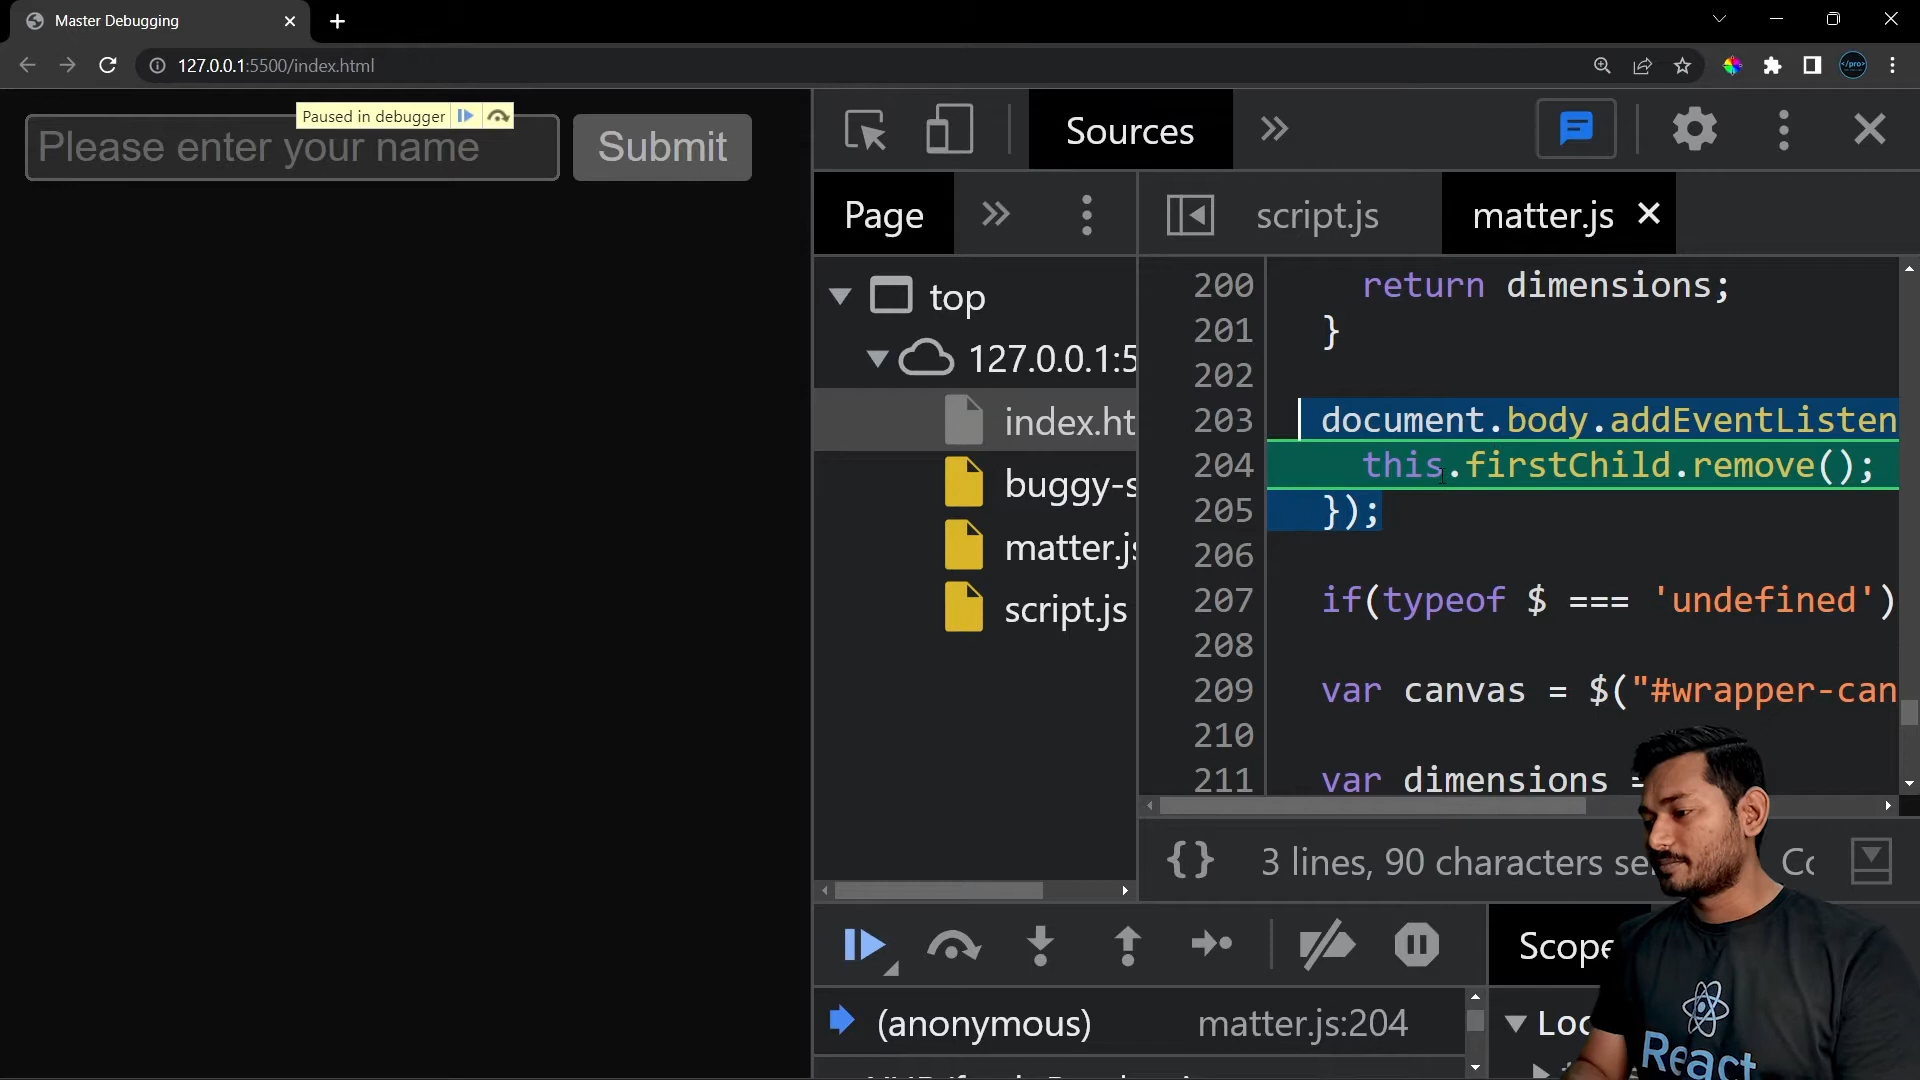 Master Debugging
127.0.0.1:5500/index.html
</pro>
Paused in debugger
Please enter your name
Submit
Sources
Page
script.js
matter.js
top
127.0.0.1:5
index.ht
buggy-s
matter.js
script.js
200 return dimensions;
201 }
202
203 document.body.addEventListen
204 this.firstChild.remove();
205 });
206
207 if(typeof $ === 'undefined')
208
209 var canvas = $("#wrapper-can
210
211 var dimensions =
{} 3 lines, 90 characters se
Scope
(anonymous) matter.js:204
Loc
React